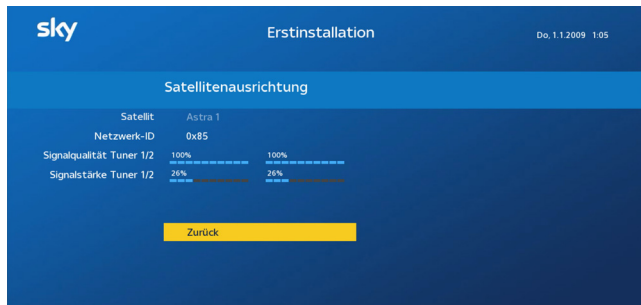 sky
Erstinstallation
Do, 1.1.2009 1:05
Satellitenausrichtung
Satellit Astra 1
Netzwerk-ID 0x85
Signalqualität Tuner 1/2 100% 100%
Signalstärke Tuner 1/2 26% 26%
Zurück